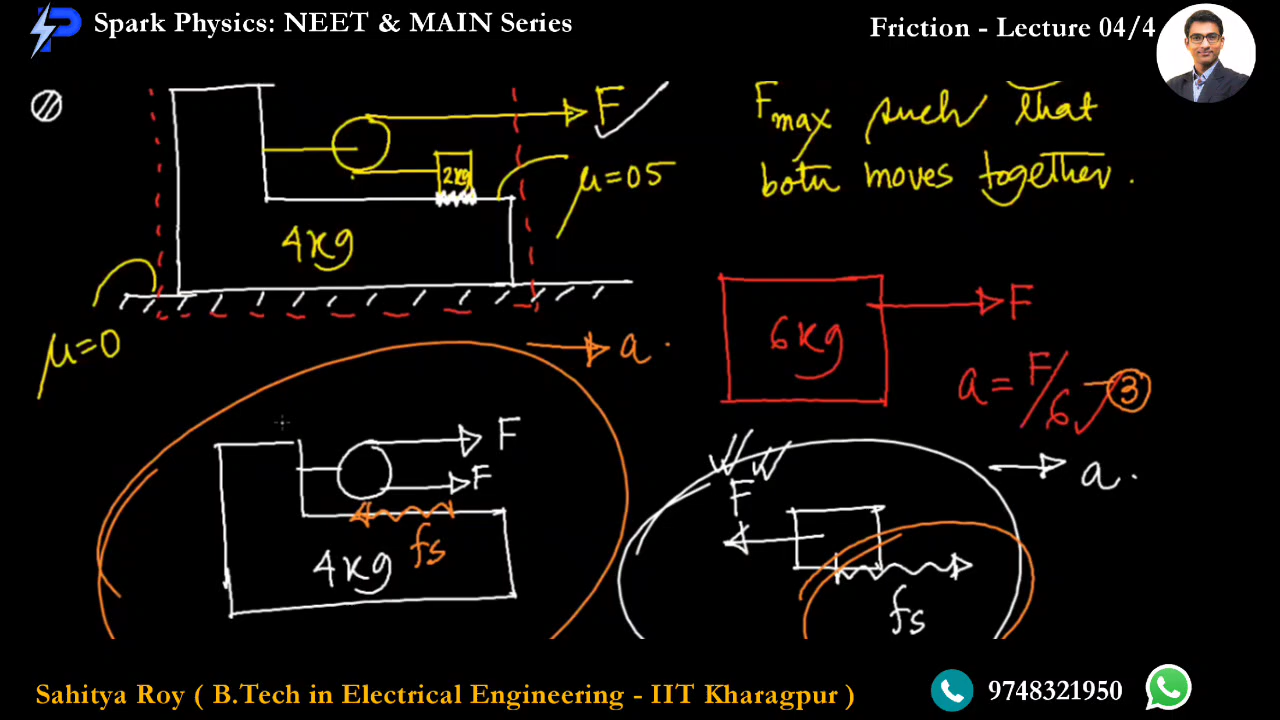 Spark Physics: NEET & MAIN Series
Friction - Lecture 04/4
F
Fmax such that
both moves together.
2kg
μ=05
4kg
μ=0
a.
6kg
F
a = F/6 ③
F
F
fs
4kg
a.
F
fs
Sahitya Roy ( B.Tech in Electrical Engineering - IIT Kharagpur )
9748321950